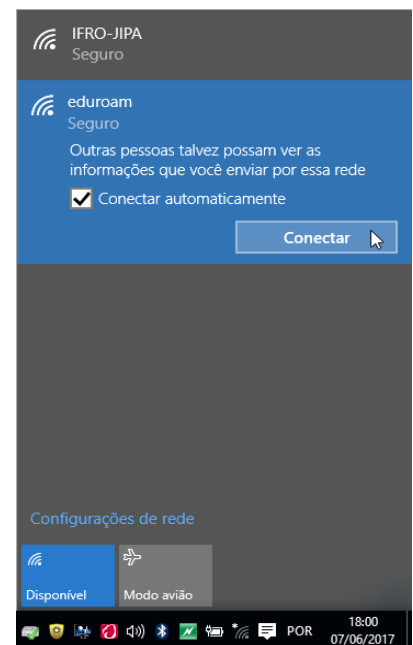 IFRO-JIPA
Seguro
eduroam
Seguro
Outras pessoas talvez possam ver as
informações que você enviar por essa rede
Conectar automaticamente
Conectar
Configurações de rede
Disponível
Modo avião
POR
18:00
07/06/2017